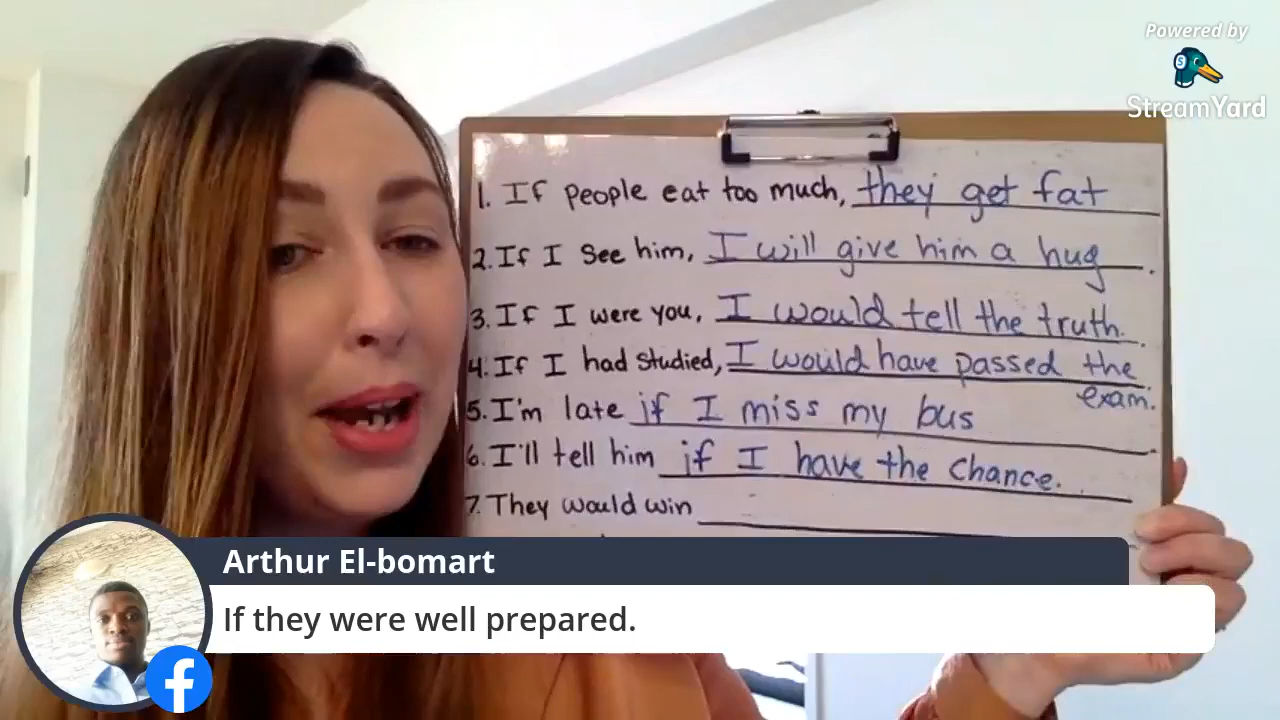 Powered by
StreamYard
1. If people eat too much, they get fat
2. If I see him, I will give him a hug.
3. If I were you, I would tell the truth.
4. If I had studied, I would have passed the exam.
5. I'm late if I miss my bus.
6. I'll tell him if I have the chance.
7. They would win
Arthur El-bomart
If they were well prepared.